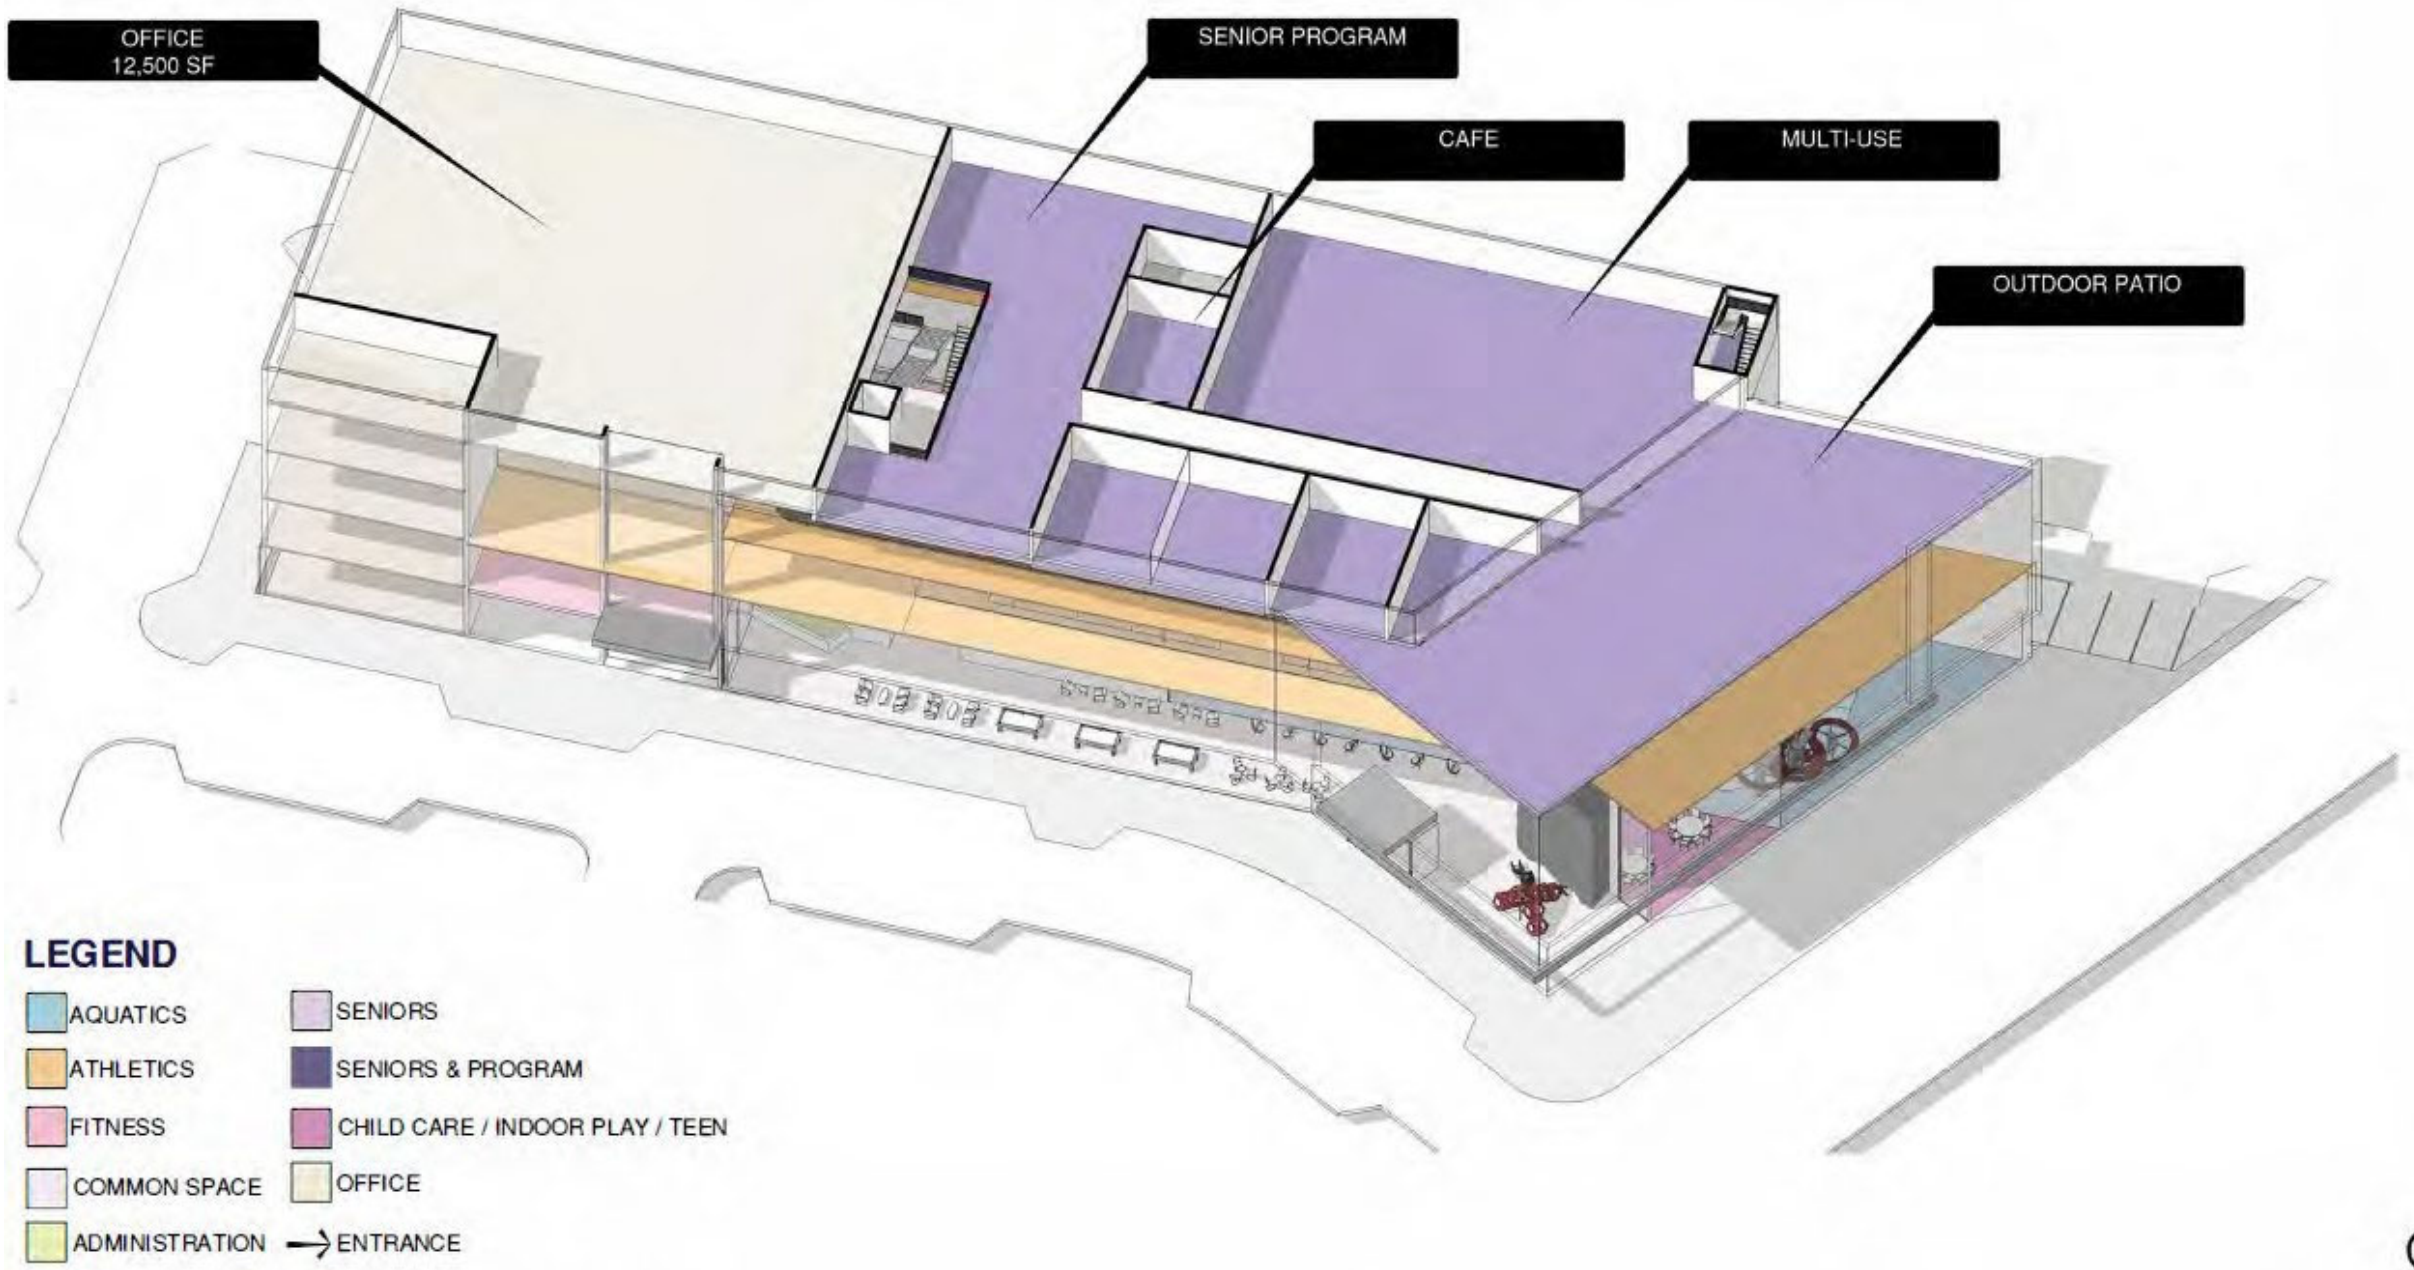 OFFICE
12,500 SF
SENIOR PROGRAM
CAFE
MULTI-USE
OUTDOOR PATIO
LEGEND
AQUATICS
SENIORS
ATHLETICS
SENIORS & PROGRAM
FITNESS
CHILD CARE / INDOOR PLAY / TEEN
COMMON SPACE
OFFICE
ADMINISTRATION
ENTRANCE